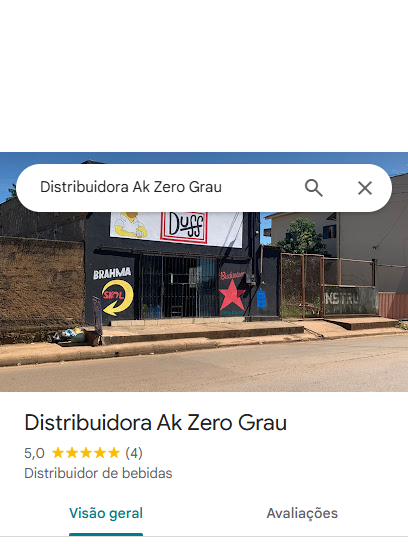 Distribuidora Ak Zero Grau
Duff
BRAHMA
SKOL
Budweiser
NSTRU
Distribuidora Ak Zero Grau
5,0 (4)
Distribuidor de bebidas
Visão geral
Avaliações